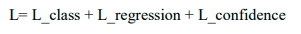 L= L_class + L_regression + L_confidence